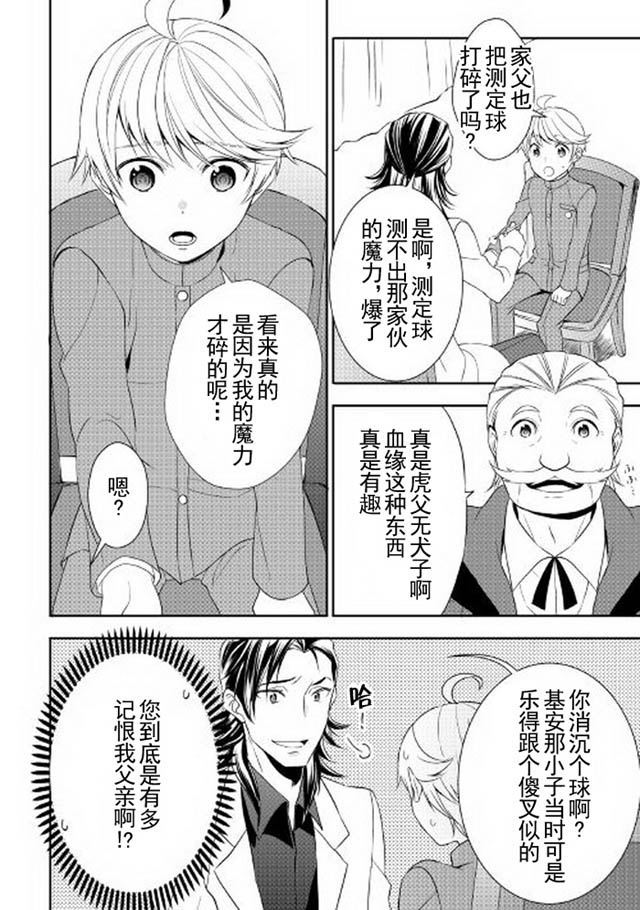 家父也
把测定球
打碎了吗?
是啊,测定球
测不出那家伙
的魔力,爆了
看来真的
是因为我的魔力
才碎的呢…
嗯?
真是虎父无犬子啊
血缘这种东西
真是有趣
ふふ
你消沉个球啊?
基安那小子当时可是
乐得跟个傻叉似的
哈!
您到底是有多
记恨我父亲啊!?